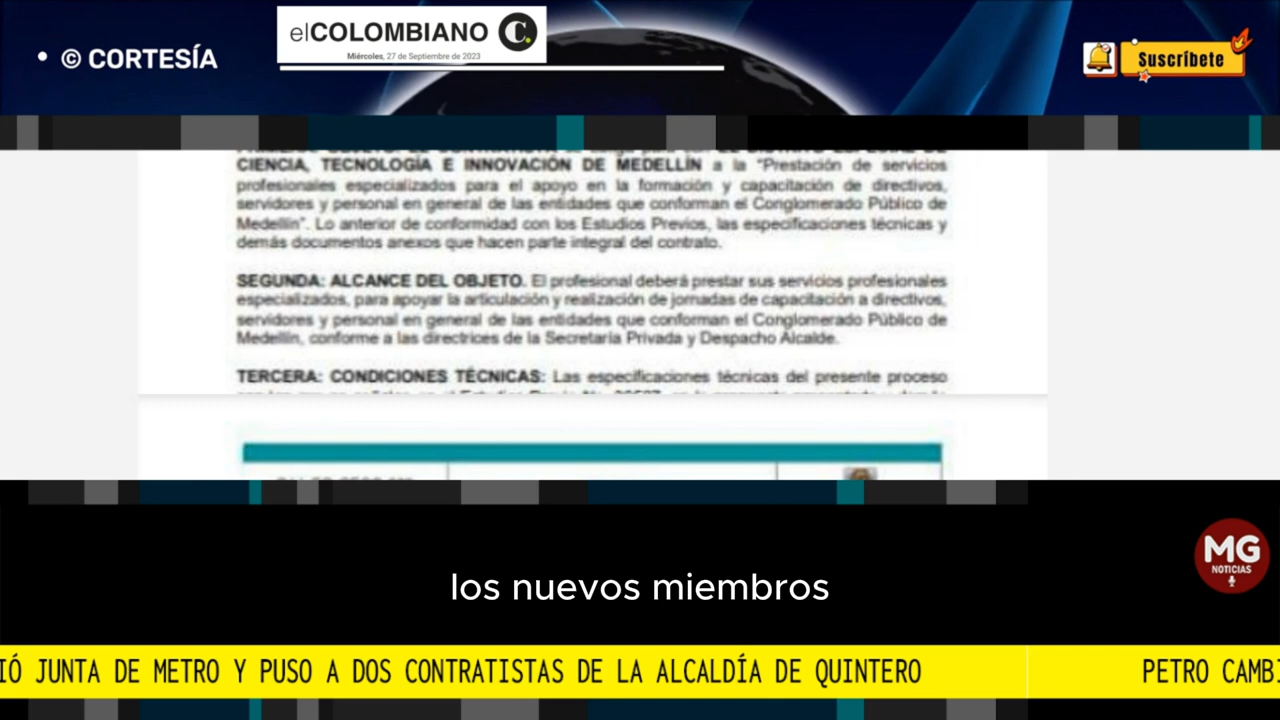 elCOLOMBIANO
Miércoles, 27 de Septiembre de 2023
• © CORTESÍA
Suscríbete
CIENCIA, TECNOLOGÍA E INNOVACIÓN DE MEDELLÍN a la "Prestación de servicios
profesionales especializados para el apoyo en la formación y capacitación de directivos,
servidores y personal en general de las entidades que conforman el Conglomerado Público de
Medellín". Lo anterior de conformidad con los Estudios Previos, las especificaciones técnicas y
demás documentos anexos que hacen parte integral del contrato.
SEGUNDA: ALCANCE DEL OBJETO. El profesional deberá prestar sus servicios profesionales
especializados, para apoyar la articulación y realización de jornadas de capacitación a directivos,
servidores y personal en general de las entidades que conforman el Conglomerado Público de
Medellín, conforme a las directrices de la Secretaría Privada y Despacho Alcalde.
TERCERA: CONDICIONES TÉCNICAS: Las especificaciones técnicas del presente proceso
MG
NOTICIAS
los nuevos miembros
IÓ JUNTA DE METRO Y PUSO A DOS CONTRATISTAS DE LA ALCALDÍA DE QUINTERO
PETRO CAMBI